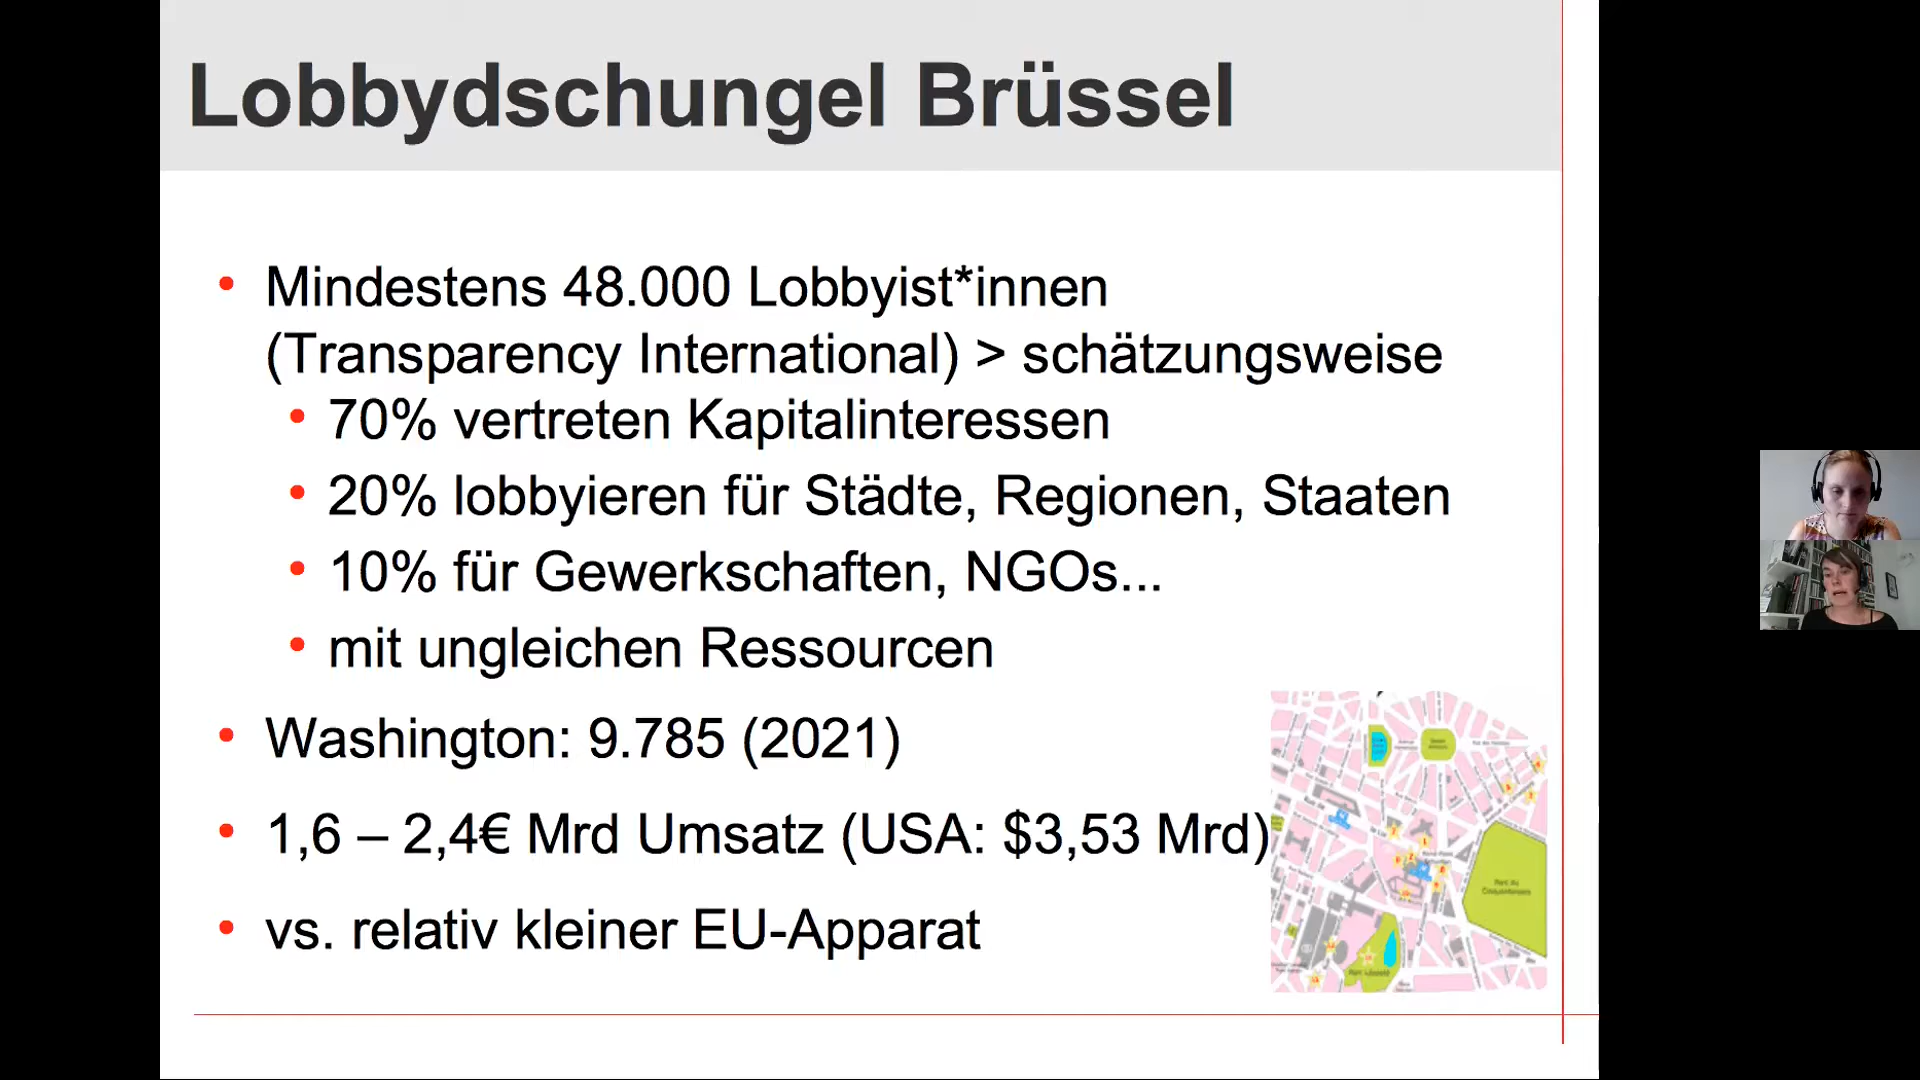 Lobbydschungel Brüssel
• Mindestens 48.000 Lobbyist*innen
(Transparency International) > schätzungsweise
• 70% vertreten Kapitalinteressen
• 20% lobbyieren für Städte, Regionen, Staaten
• 10% für Gewerkschaften, NGOs...
• mit ungleichen Ressourcen
• Washington: 9.785 (2021)
• 1,6 – 2,4€ Mrd Umsatz (USA: $3,53 Mrd)
• vs. relativ kleiner EU-Apparat